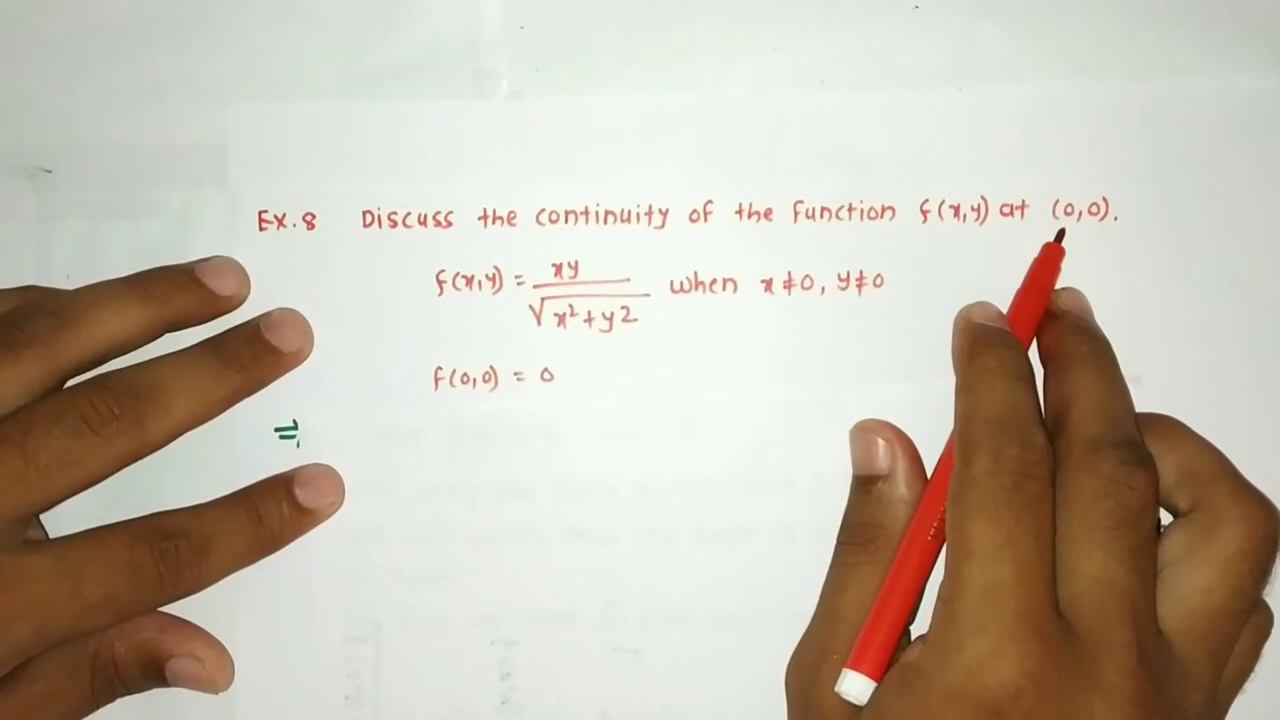 Ex.8 Discuss the continuity of the function f(x,y) at (0,0).
f(x,y) = xy / √x²+y2 when x≠0, y≠0
f(0,0) = 0
⇒